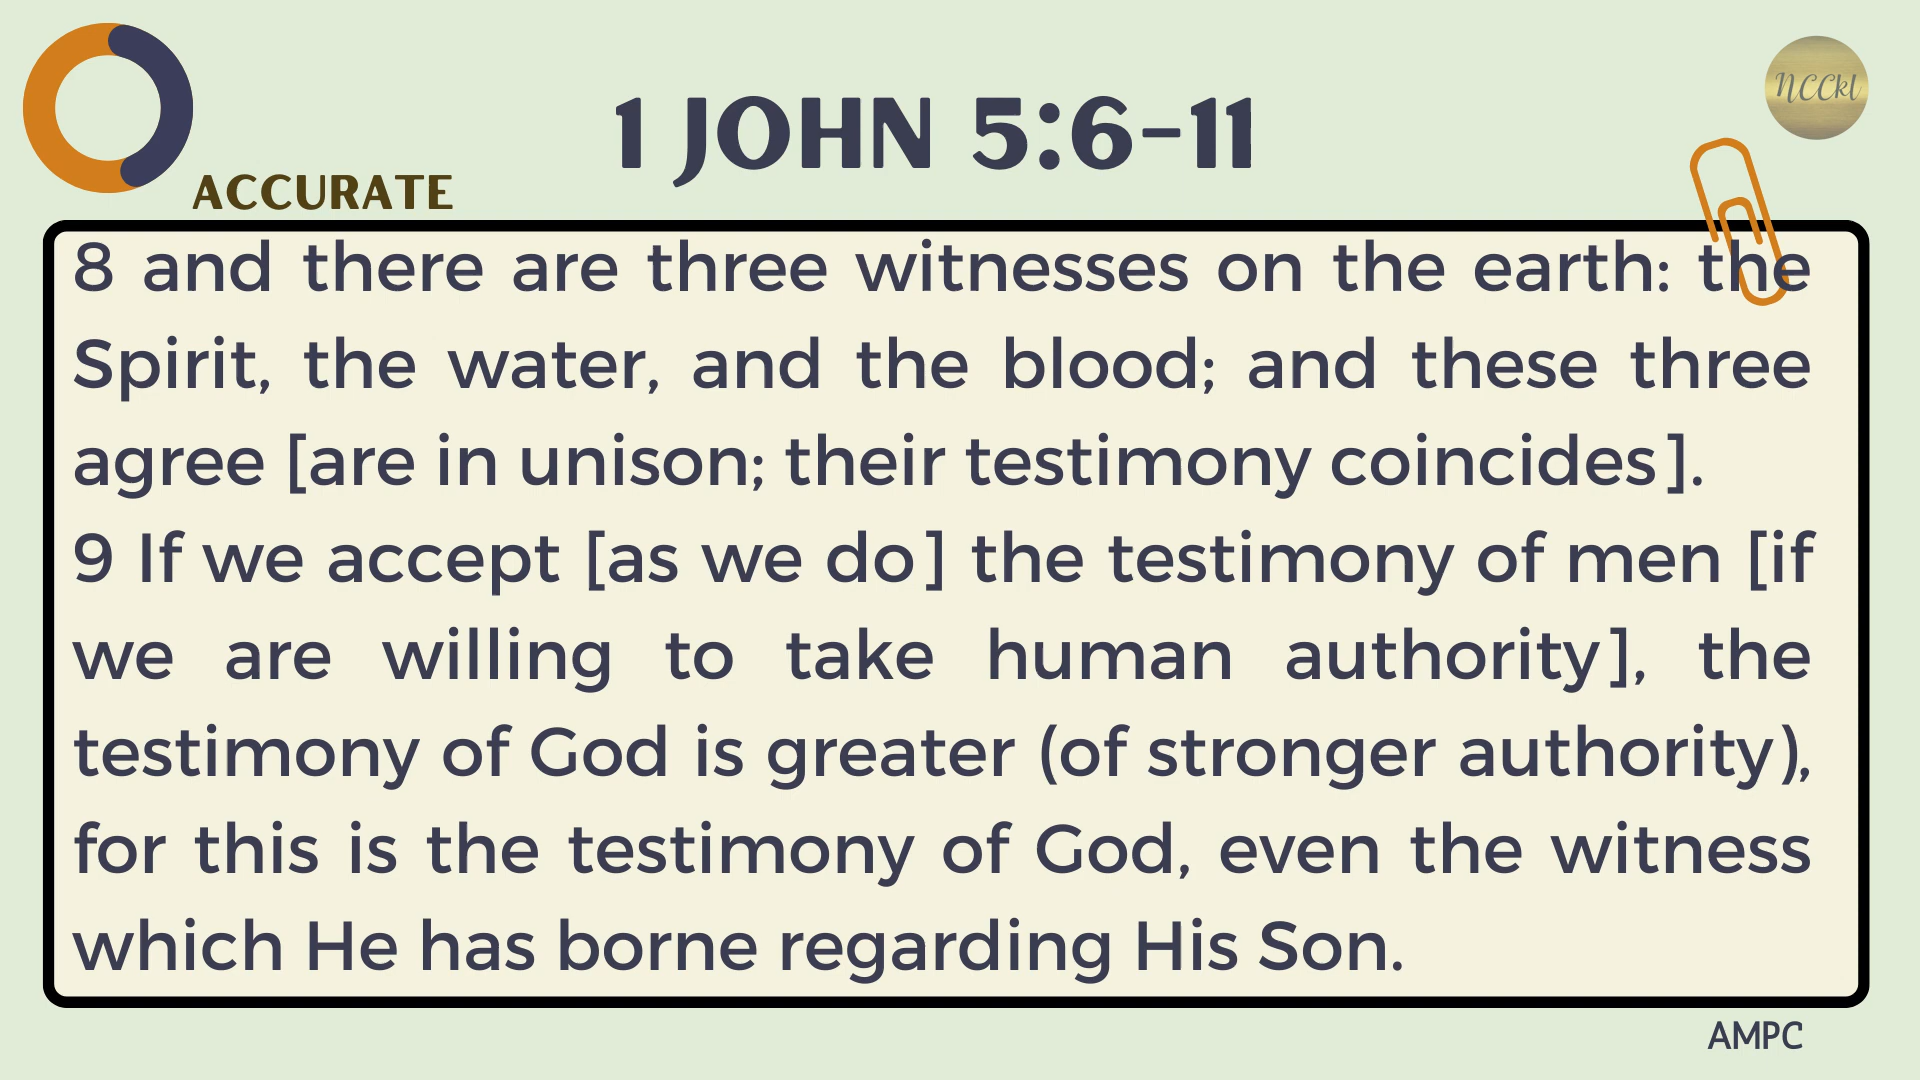 NCCkl
1 JOHN 5:6-11
ACCURATE
8 and there are three witnesses on the earth: the
Spirit, the water, and the blood; and these three
agree [are in unison; their testimony coincides].
9 If we accept [as we do] the testimony of men [if
we are willing to take human authority], the
testimony of God is greater (of stronger authority),
for this is the testimony of God, even the witness
which He has borne regarding His Son.
AMPC